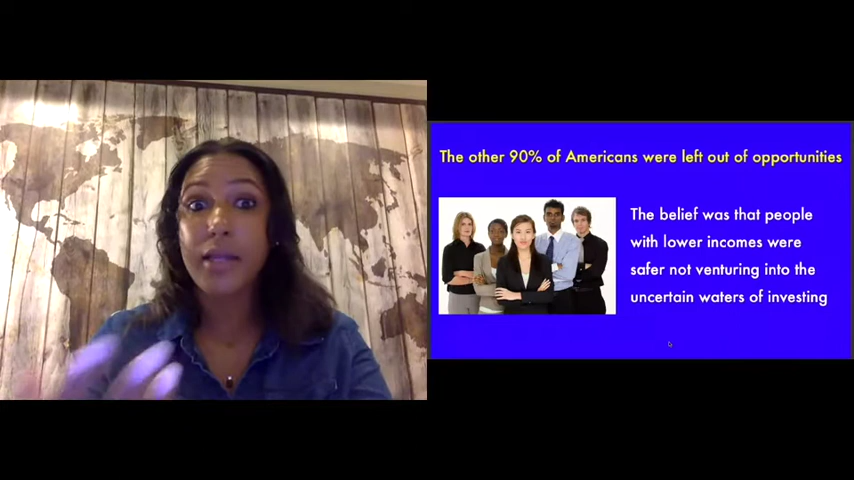 The other 90% of Americans were left out of opportunities
The belief was that people
with lower incomes were
safer not venturing into the
uncertain waters of investing